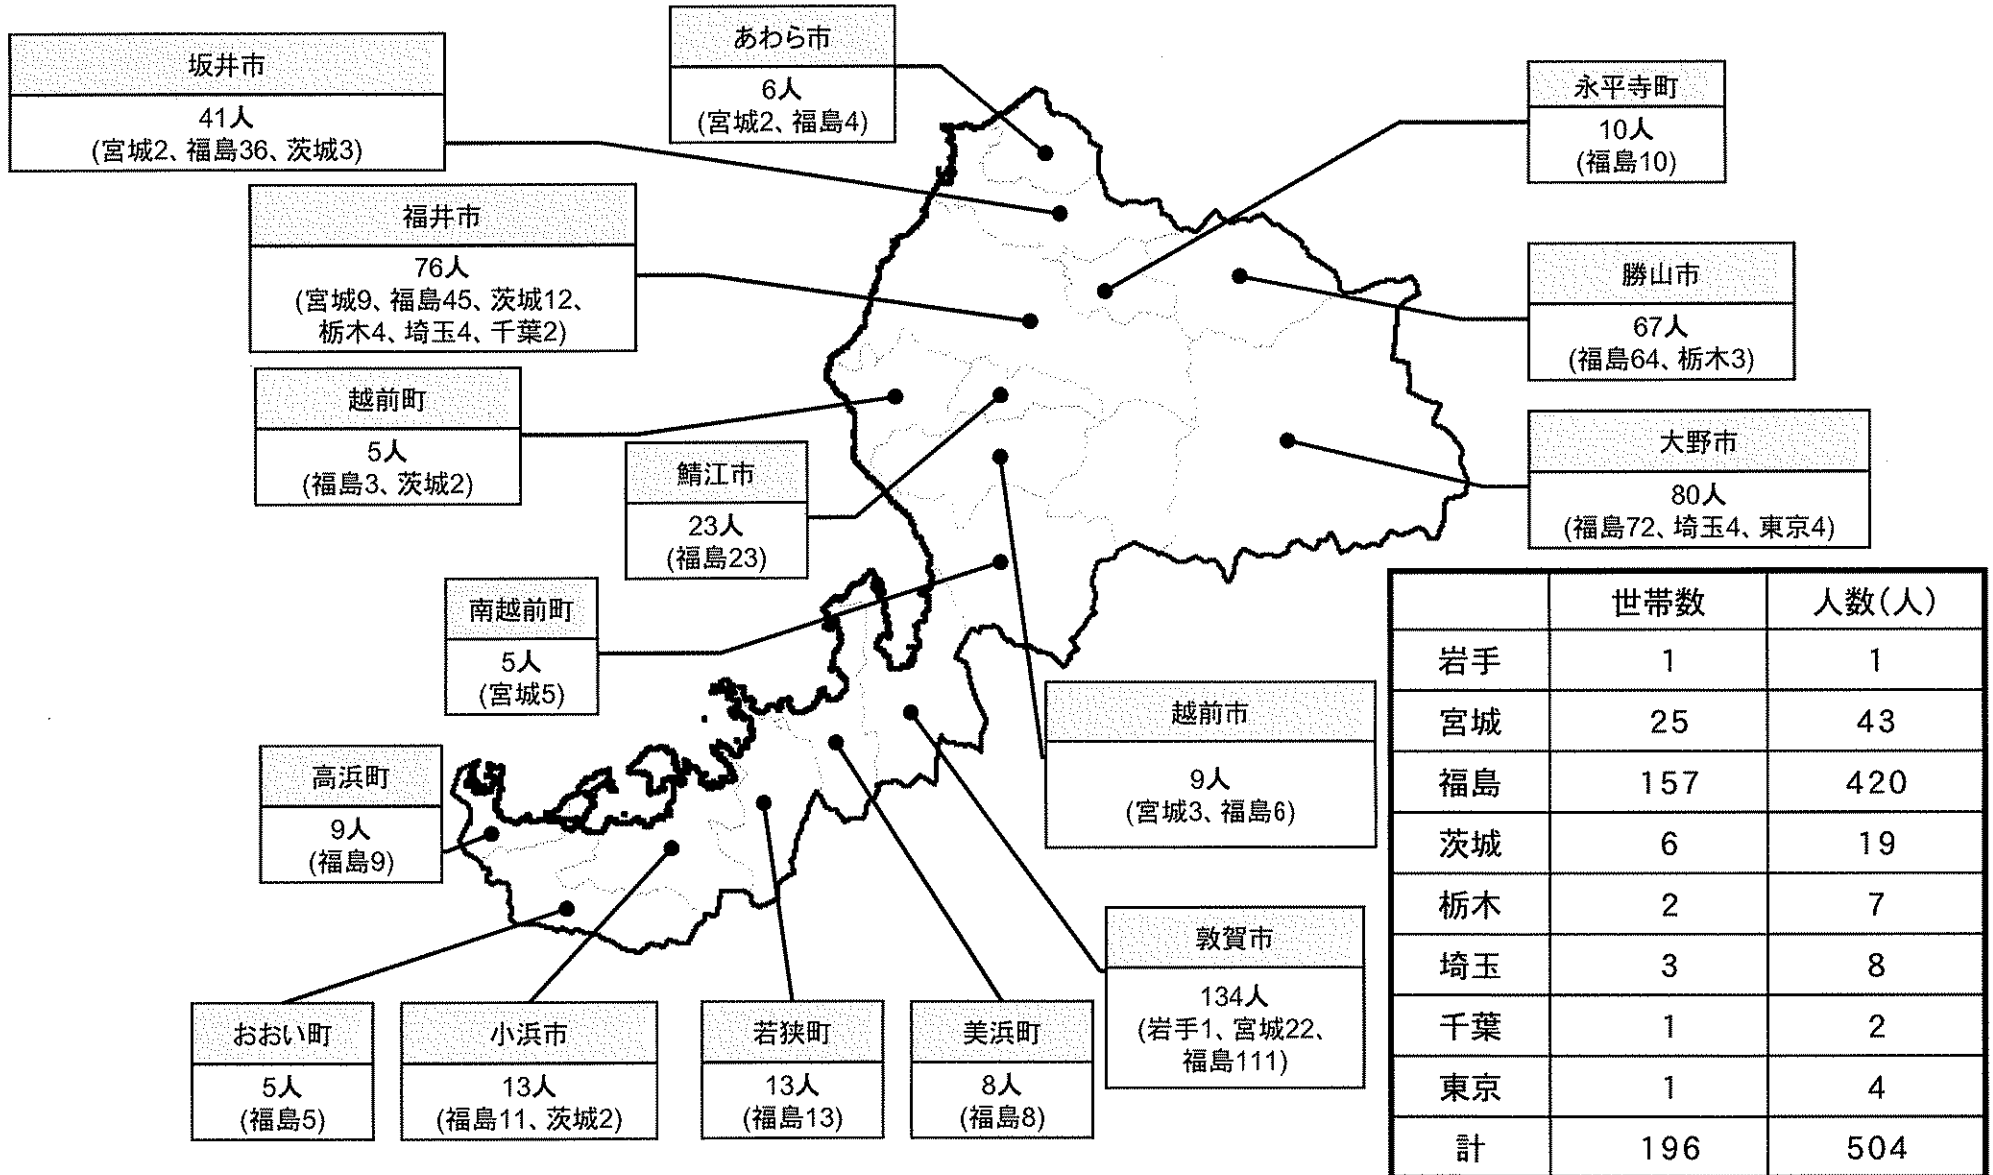 あわら市
6人
(宮城2、福島4)
坂井市
41人
(宮城2、福島36、茨城3)
永平寺町
10人
(福島10)
福井市
76人
(宮城9、福島45、茨城12、
栃木4、埼玉4、千葉2)
勝山市
67人
(福島64、栃木3)
越前町
5人
(福島3、茨城2)
鯖江市
23人
(福島23)
大野市
80人
(福島72、埼玉4、東京4)
南越前町
5人
(宮城5)
越前市
9人
(宮城3、福島6)
高浜町
9人
(福島9)
敦賀市
134人
(岩手1、宮城22、
福島111)
おおい町
5人
(福島5)
小浜市
13人
(福島11、茨城2)
若狭町
13人
(福島13)
美浜町
8人
(福島8)
世帯数 人数(人)
岩手 1 1
宮城 25 43
福島 157 420
茨城 6 19
栃木 2 7
埼玉 3 8
千葉 1 2
東京 1 4
計 196 504